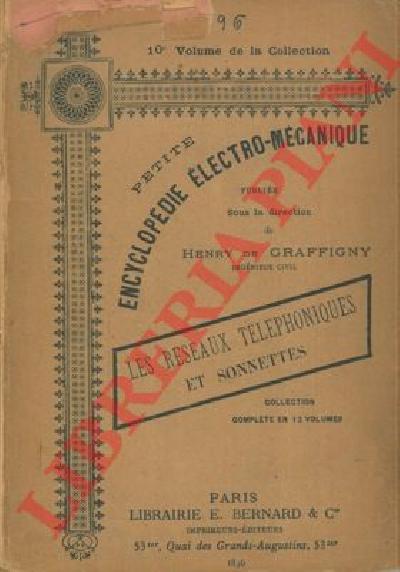 96
10e Volume de la Collection
PETITE
ENCYCLOPÉDIE ÉLECTRO-MÉCANIQUE
PUBLIÉE
Sous la direction
de
HENRY DE GRAFFIGNY
INGÉNIEUR CIVIL
LES RÉSEAUX TÉLÉPHONIQUES
ET SONNETTES
COLLECTION
COMPLÈTE EN 12 VOLUMES
PARIS
LIBRAIRIE E. BERNARD & Cie
IMPRIMEURS-ÉDITEURS
53ter, Quai des Grands-Augustins, 53ter
1896
LIBRERIA PIANI